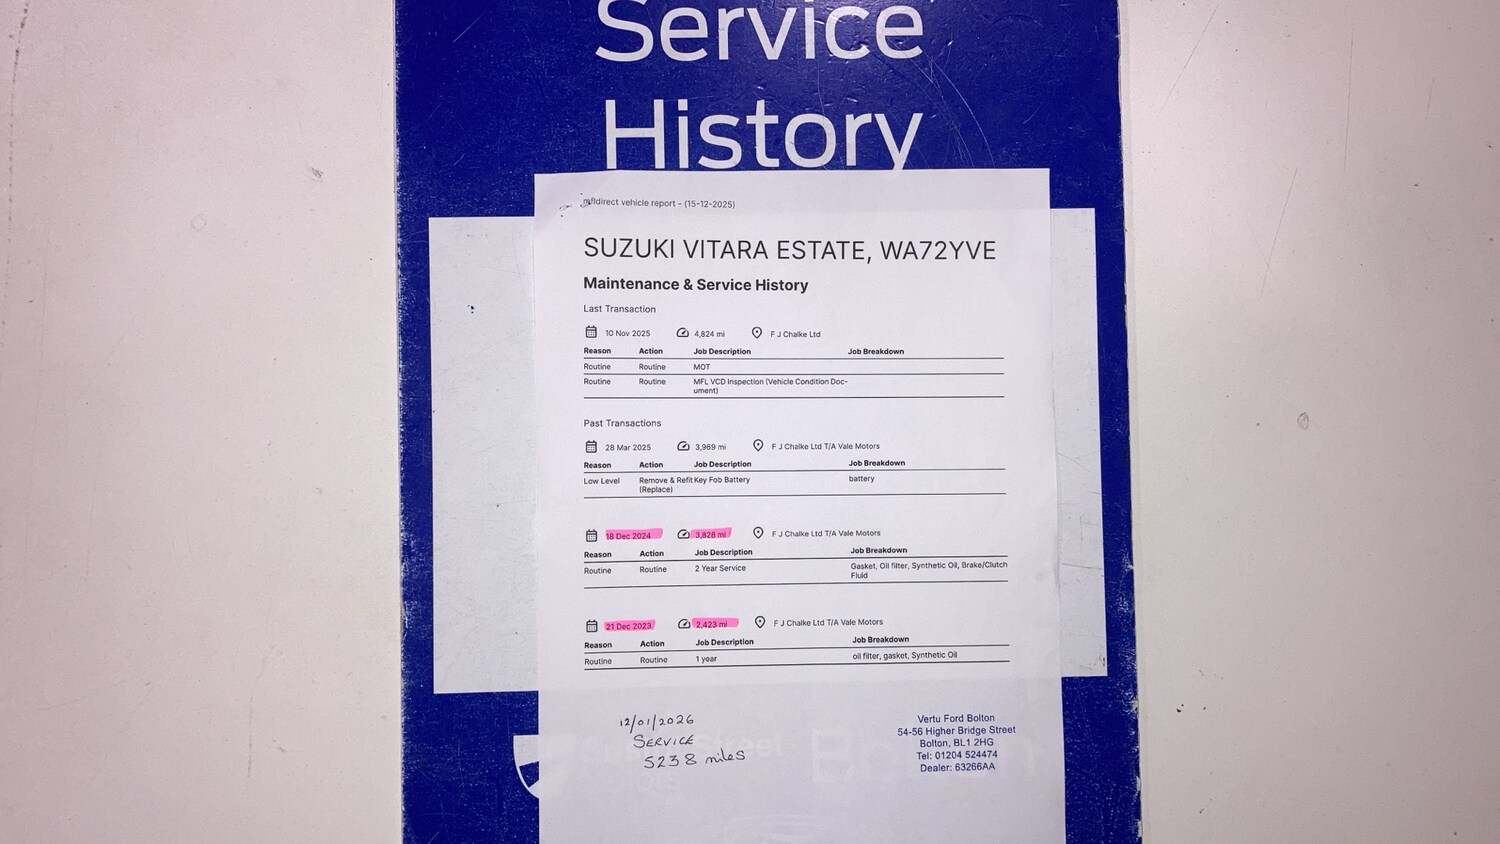 Service
History
mfldirect vehicle report - (15-12-2025)
SUZUKI VITARA ESTATE, WA72YVE
Maintenance & Service History
Last Transaction
10 Nov 2025 4,824 mi F J Chalke Ltd
Reason Action Job Description Job Breakdown
Routine Routine MOT
Routine Routine MFL VCD Inspection (Vehicle Condition Doc-
ument)
Past Transactions
28 Mar 2025 3,969 mi F J Chalke Ltd T/A Vale Motors
Reason Action Job Description Job Breakdown
Low Level Remove & Refit Key Fob Battery battery
(Replace)
18 Dec 2024 3,828 mi F J Chalke Ltd T/A Vale Motors
Reason Action Job Description Job Breakdown
Routine Routine 2 Year Service Gasket, Oil filter, Synthetic Oil, Brake/Clutch
Fluid
21 Dec 2023 2,423 mi F J Chalke Ltd T/A Vale Motors
Reason Action Job Description Job Breakdown
Routine Routine 1 year oil filter, gasket, Synthetic Oil
12/01/2026
SERVICE
5238 miles
Vertu Ford Bolton
54-56 Higher Bridge Street
Bolton, BL1 2HG
Tel: 01204 524474
Dealer: 63266AA